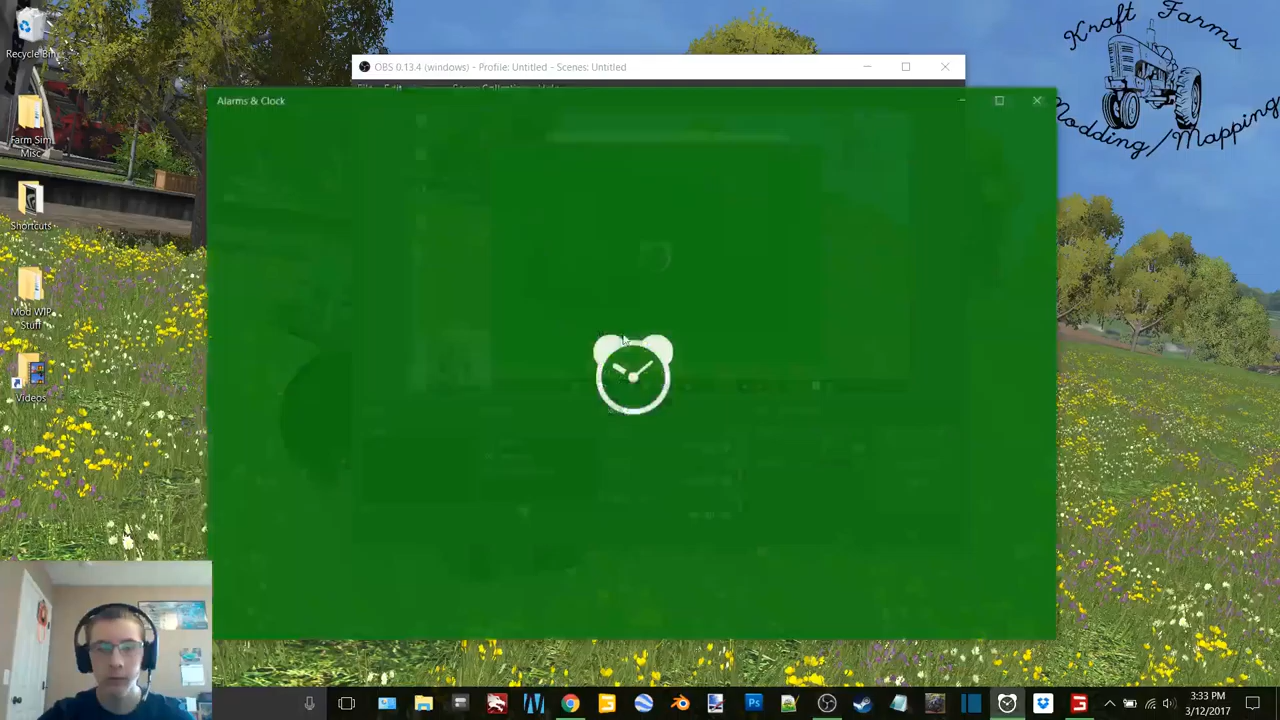 Recycle Bin
Farm Sim Misc
Shortcuts
Mod WIP Stuff
Videos
OBS 0.13.4 (windows) - Profile: Untitled - Scenes: Untitled
Alarms & Clock
Kraft Farms
Modding/Mapping
Ps
3:33 PM
3/12/2017